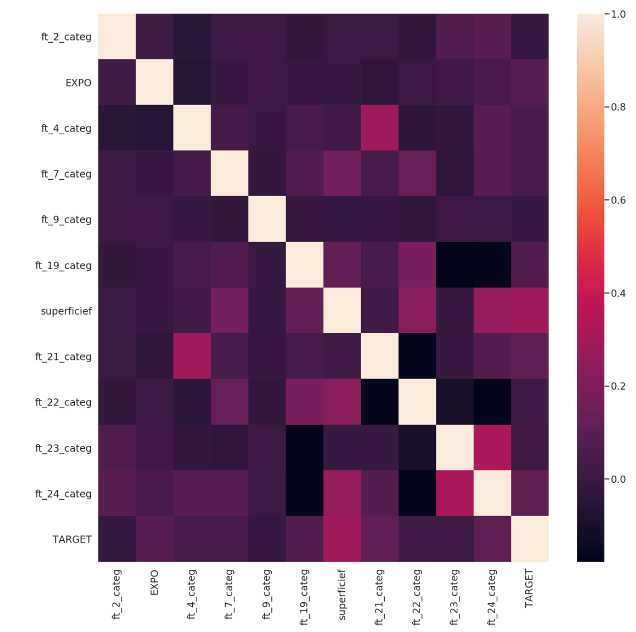 ft_2_categ
EXPO
ft_4_categ
ft_7_categ
ft_9_categ
ft_19_categ
superficief
ft_21_categ
ft_22_categ
ft_23_categ
ft_24_categ
TARGET
ft_2_categ
EXPO
ft_4_categ
ft_7_categ
ft_9_categ
ft_19_categ
superficief
ft_21_categ
ft_22_categ
ft_23_categ
ft_24_categ
TARGET
1.0
0.8
0.6
0.4
0.2
0.0